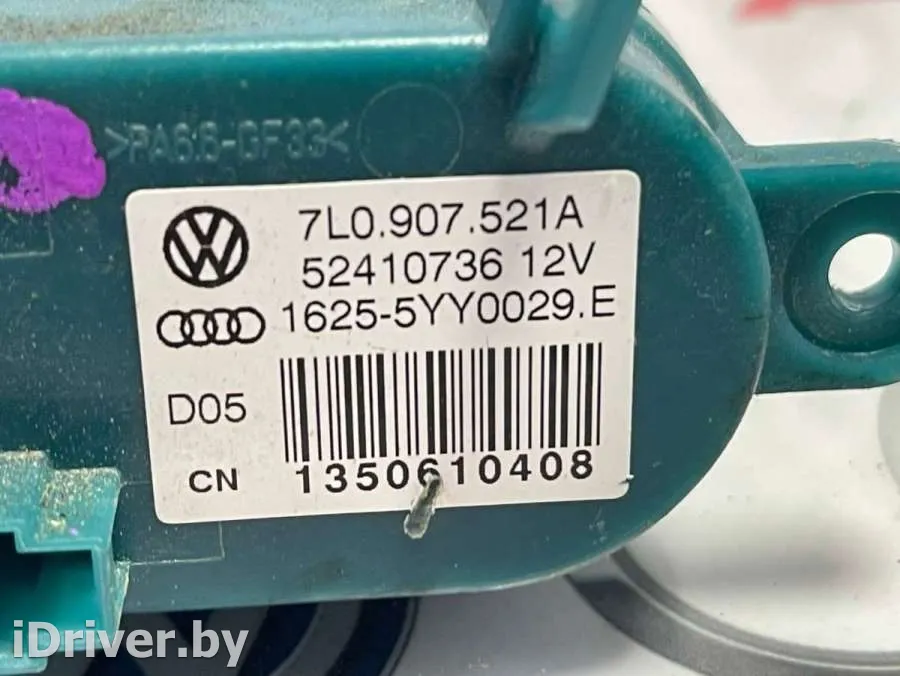 >PA6.6-GF33<
7L0.907.521A
52410736 12V
1625-5YY0029.E
D05
CN
1350610408
iDriver.by